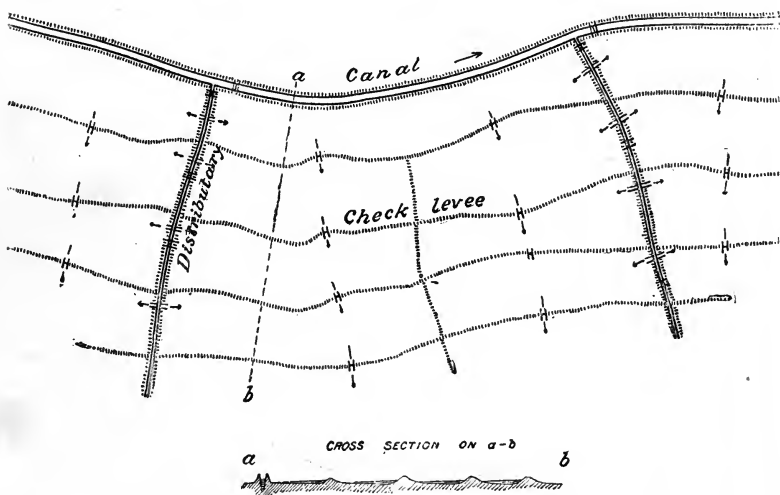 a
Canal
Distributary
Check levee
b
CROSS SECTION ON a-b
a b